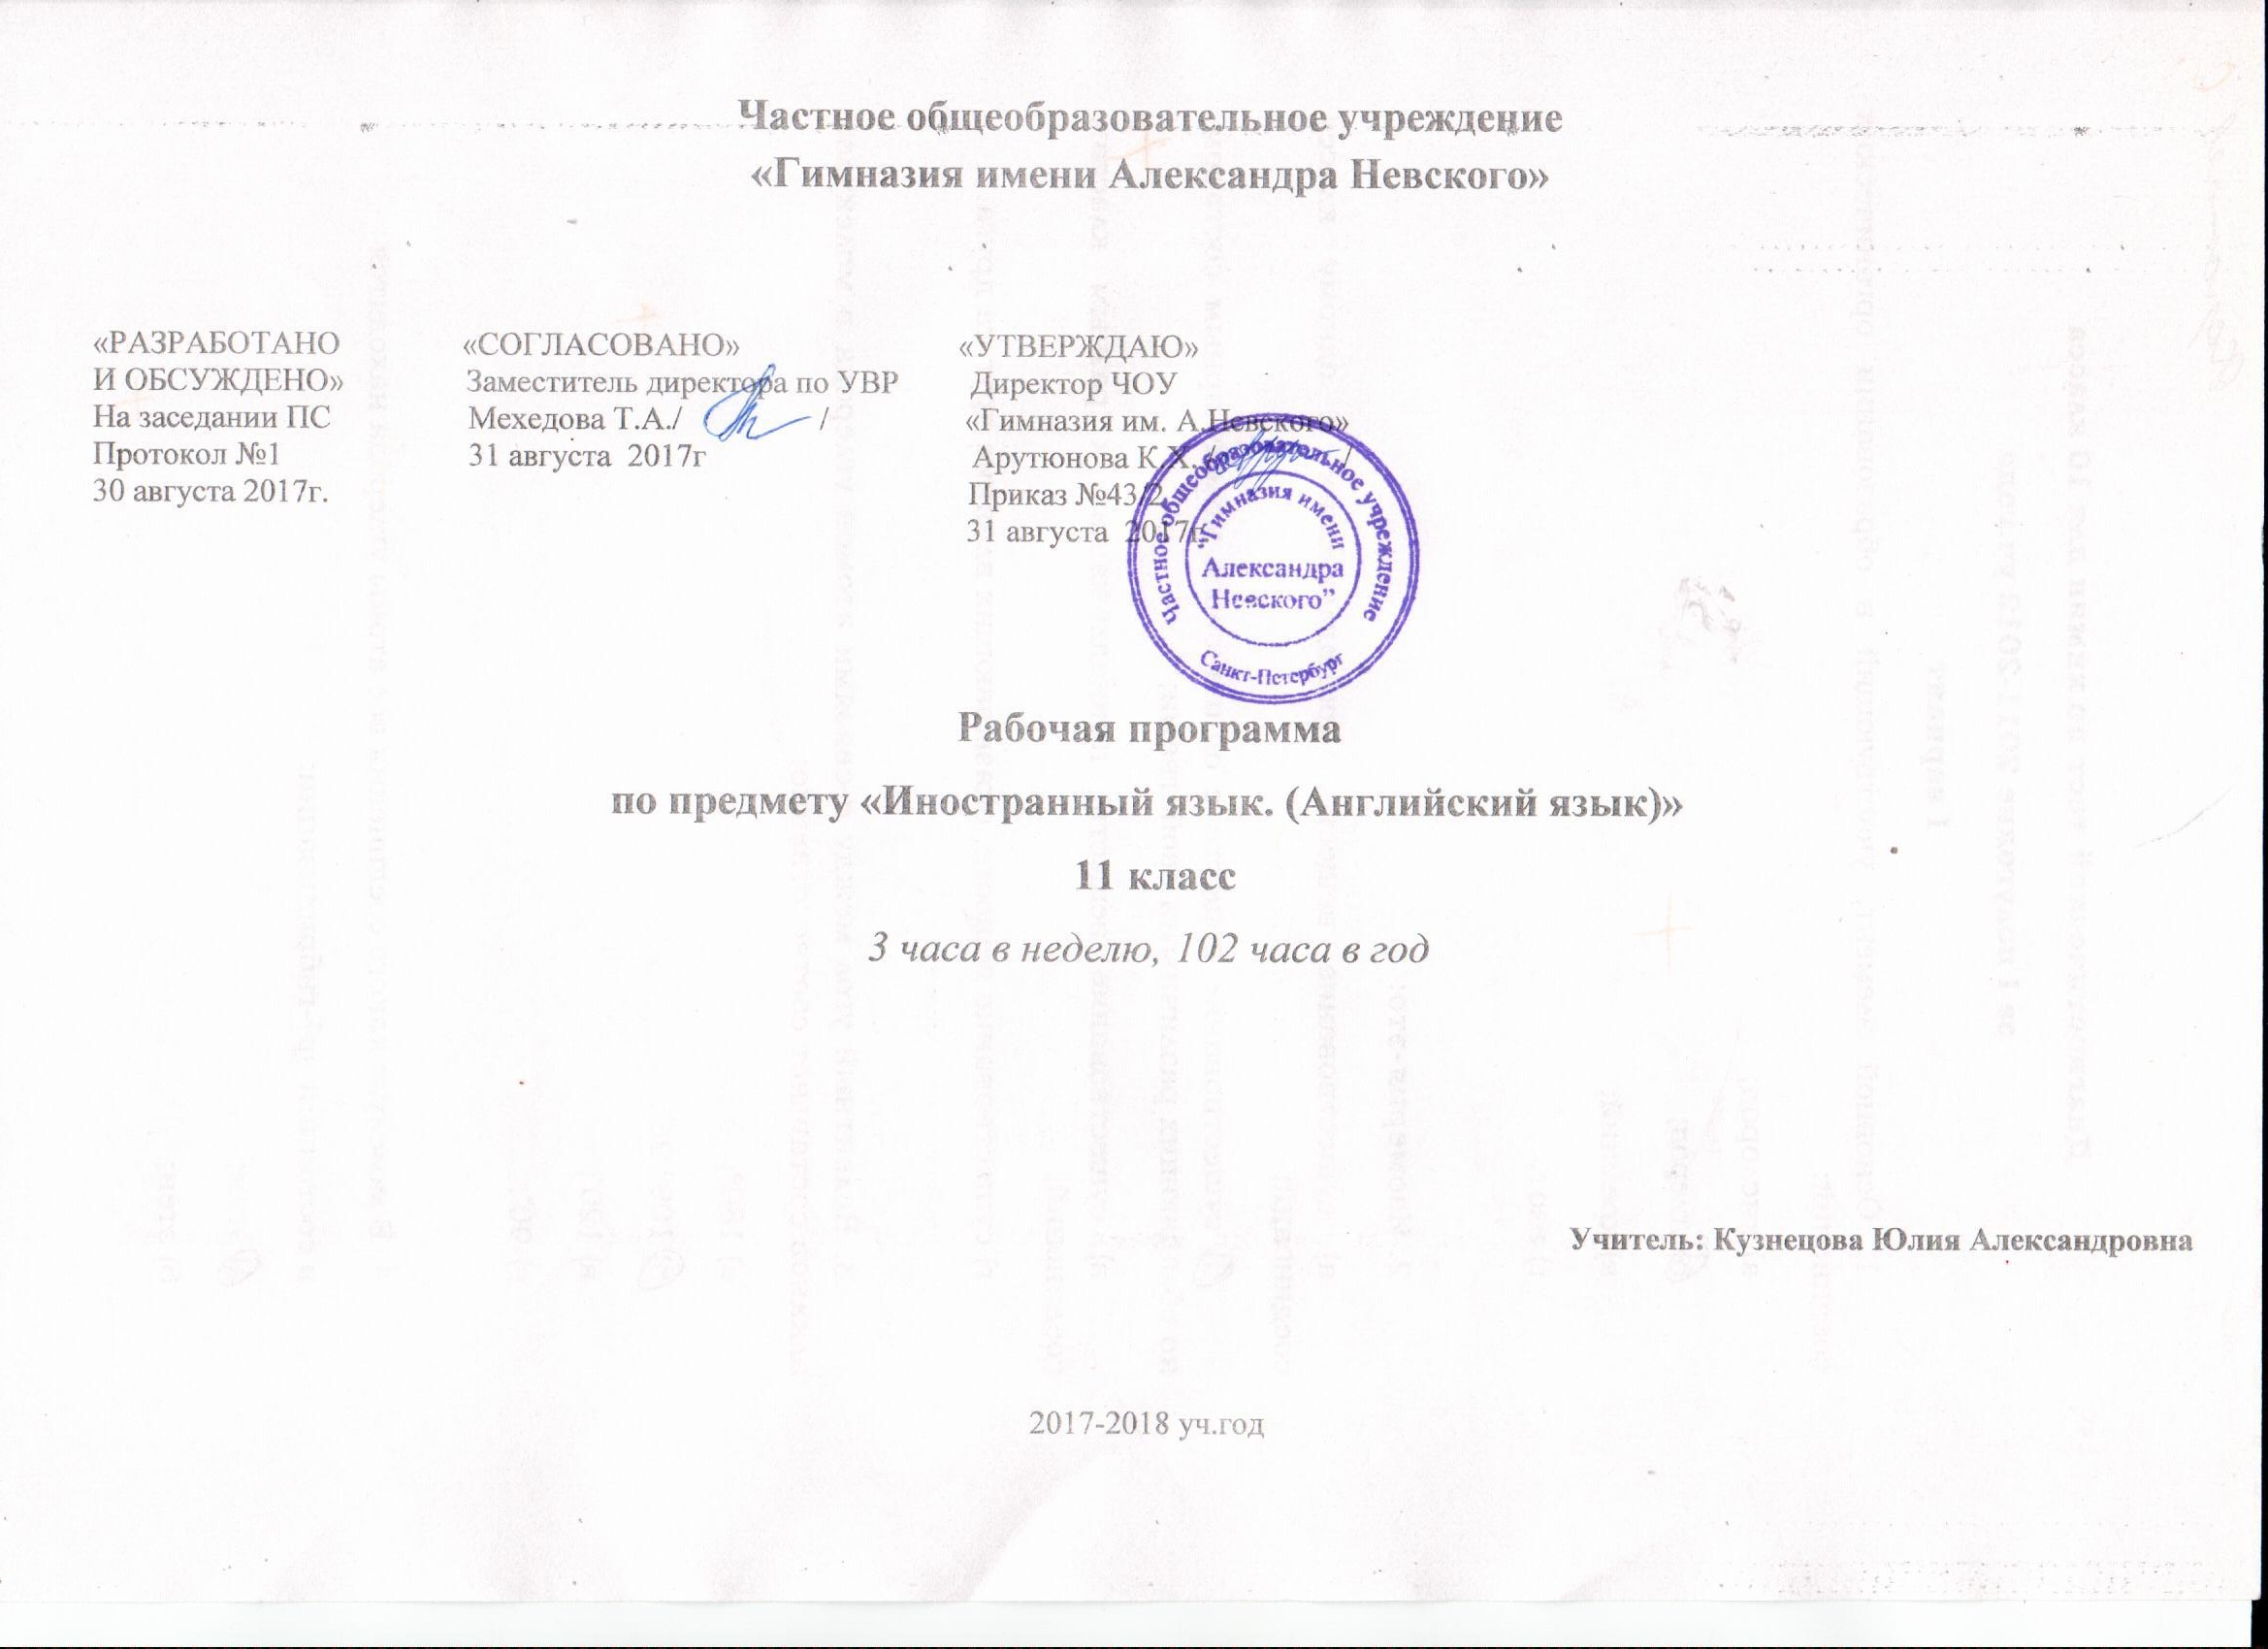 Частное общеобразовательное учреждение
«Гимназия имени Александра Невского»
«РАЗРАБОТАНО
И ОБСУЖДЕНО»
На заседании ПС
Протокол №1
30 августа 2017г.
«СОГЛАСОВАНО»
Заместитель директора по УВР
Мехедова Т.А./ /
31 августа 2017г
«УТВЕРЖДАЮ»
Директор ЧОУ
«Гимназия им. А.Невского»
Арутюнова К.Х. / /
Приказ №43/2
31 августа 2017г.
Частное общеобразовательное учреждение
"Гимназия имени
Александра
Невского"
Санкт-Петербург
Рабочая программа
по предмету «Иностранный язык. (Английский язык)»
11 класс
3 часа в неделю, 102 часа в год
Учитель: Кузнецова Юлия Александровна
2017-2018 уч.год